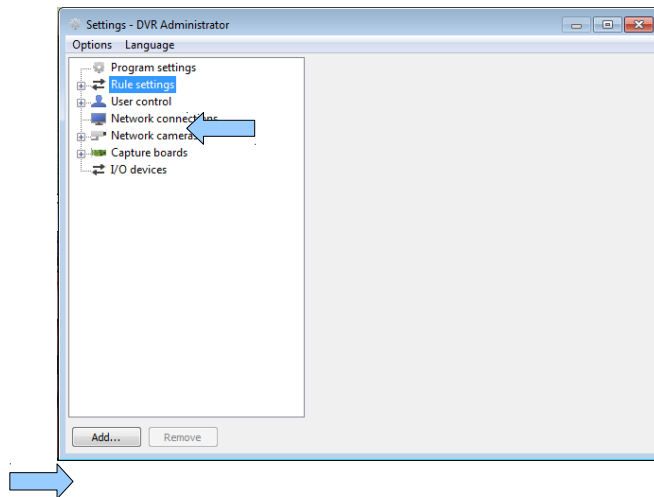 Settings - DVR Administrator
Options Language
Program settings
Rule settings
User control
Network connections
Network cameras
Capture boards
I/O devices
Add... Remove